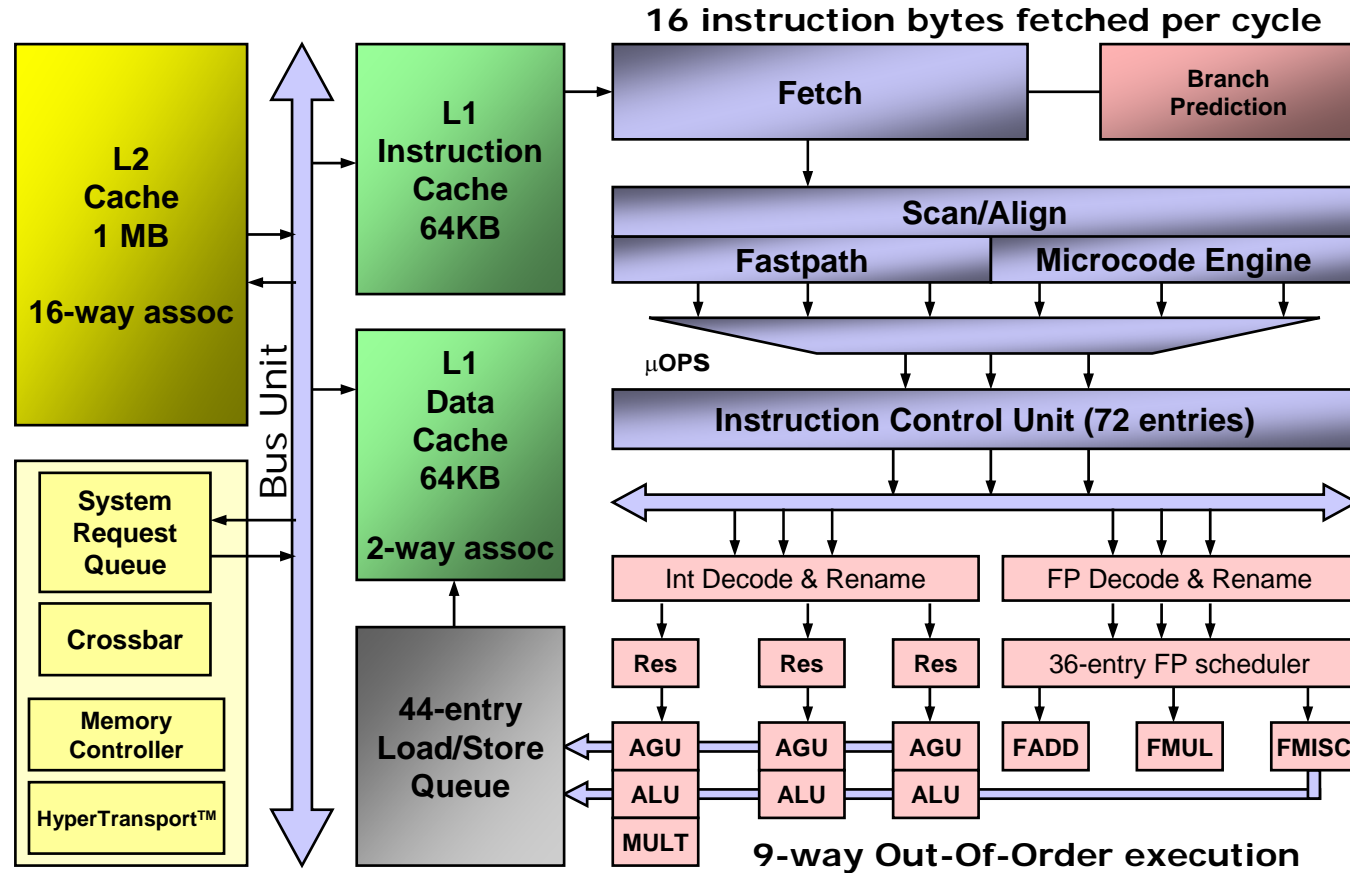 16 instruction bytes fetched per cycle
L2
Cache
1 MB
16-way assoc
Bus Unit
L1
Instruction
Cache
64KB
Fetch
Branch
Prediction
Scan/Align
Fastpath
Microcode Engine
µOPS
L1
Data
Cache
64KB
2-way assoc
Instruction Control Unit (72 entries)
System
Request
Queue
Crossbar
Memory
Controller
HyperTransport™
44-entry
Load/Store
Queue
Int Decode & Rename
FP Decode & Rename
Res
Res
Res
36-entry FP scheduler
AGU
AGU
AGU
FADD
FMUL
FMISC
ALU
ALU
ALU
MULT
9-way Out-Of-Order execution